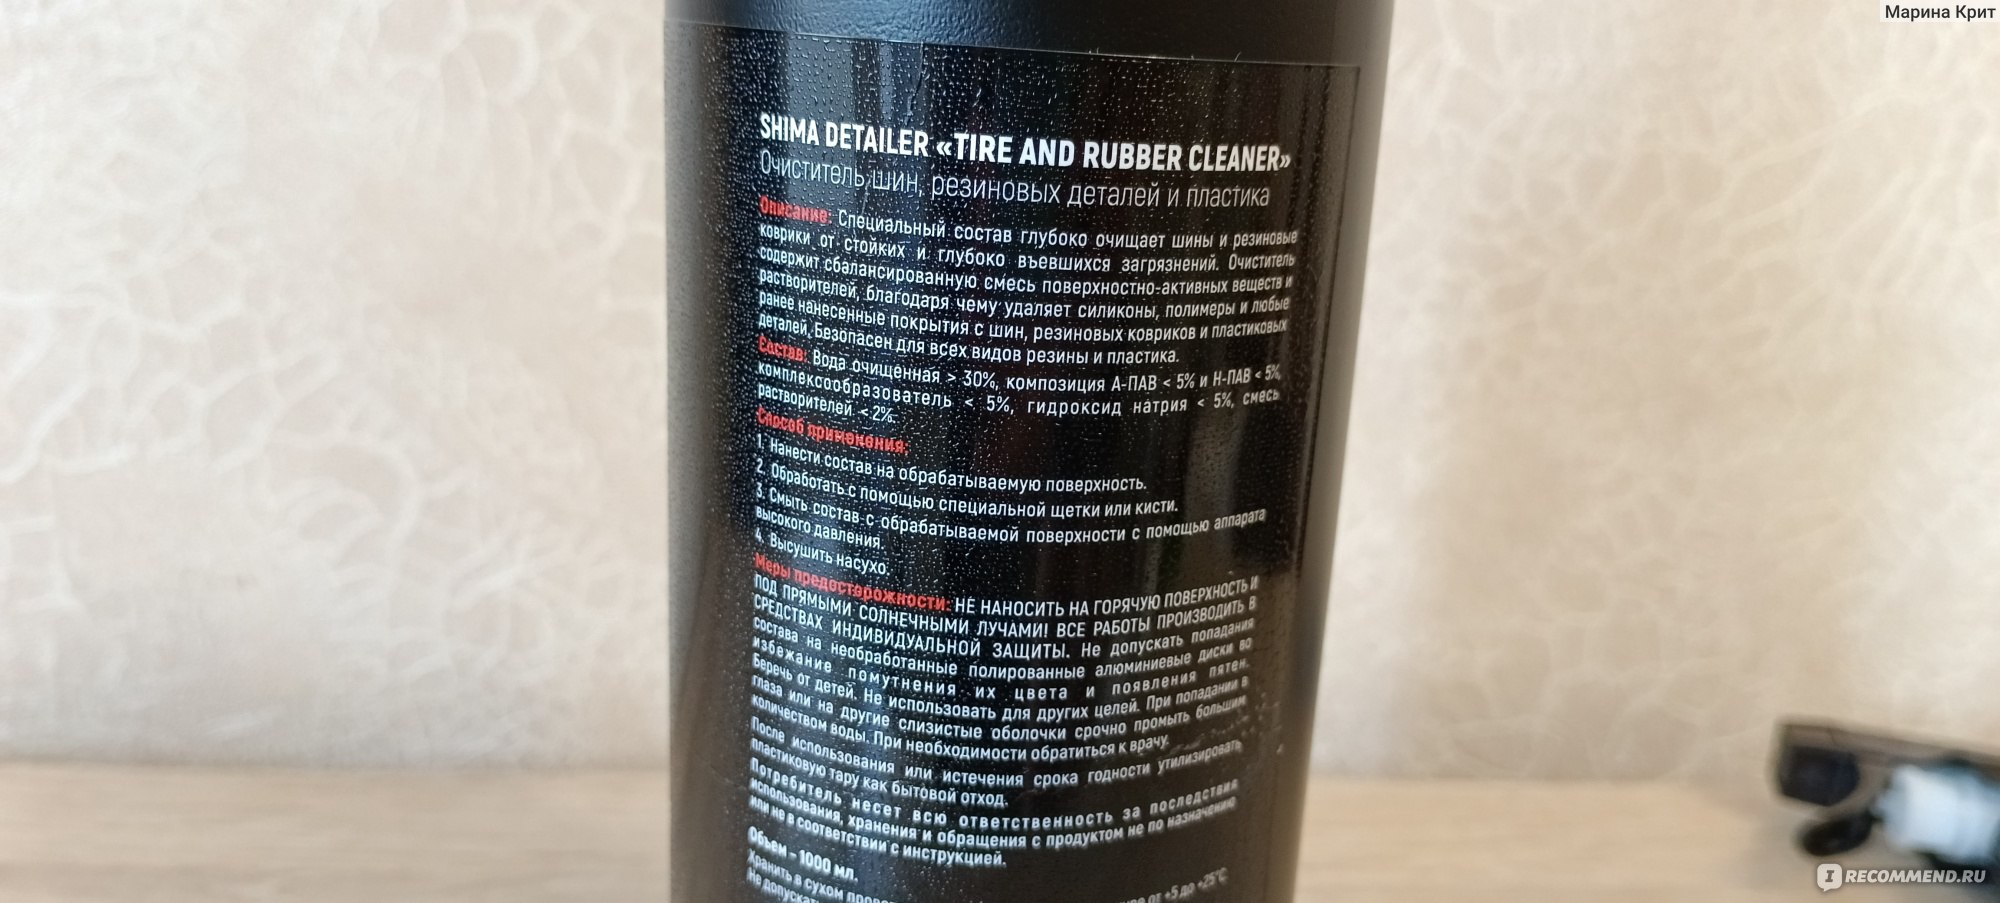 Марина Крит
SHIMA DETAILER «TIRE AND RUBBER CLEANER»
Очиститель шин, резиновых деталей и пластика
Описание: Специальный состав глубоко очищает шины и резиновые
коврики от стойких и глубоко въевшихся загрязнений. Очиститель
содержит сбалансированную смесь поверхностно-активных веществ и
растворителей, благодаря чему удаляет силиконы, полимеры и любые
ранее нанесенные покрытия с шин, резиновых ковриков и пластиковых
деталей. Безопасен для всех видов резины и пластика.
Состав: Вода очищенная > 30%, композиция А-ПАВ < 5% и Н-ПАВ < 5%,
комплексообразователь < 5%, гидроксид натрия < 5%, смесь
растворителей < 2%.
Способ применения:
1. Нанести состав на обрабатываемую поверхность.
2. Обработать с помощью специальной щетки или кисти.
3. Смыть состав с обрабатываемой поверхности с помощью аппарата
высокого давления.
4. Высушить насухо.
Меры предосторожности: НЕ НАНОСИТЬ НА ГОРЯЧУЮ ПОВЕРХНОСТЬ И
ПОД ПРЯМЫМИ СОЛНЕЧНЫМИ ЛУЧАМИ! ВСЕ РАБОТЫ ПРОИЗВОДИТЬ В
СРЕДСТВАХ ИНДИВИДУАЛЬНОЙ ЗАЩИТЫ. Не допускать попадания
состава на необработанные полированные алюминиевые диски во
избежание помутнения их цвета и появления пятен.
Беречь от детей. Не использовать для других целей. При попадании в
глаза или на другие слизистые оболочки срочно промыть большим
количеством воды. При необходимости обратиться к врачу.
После использования или истечения срока годности утилизировать
пластиковую тару как бытовой отход.
Потребитель несет всю ответственность за последствия
использования, хранения и обращения с продуктом не по назначению
или не в соответствии с инструкцией.
Объем – 1000 мл.
Хранить в сухом от +5 до +25°C
Не
I RECOMMEND.RU